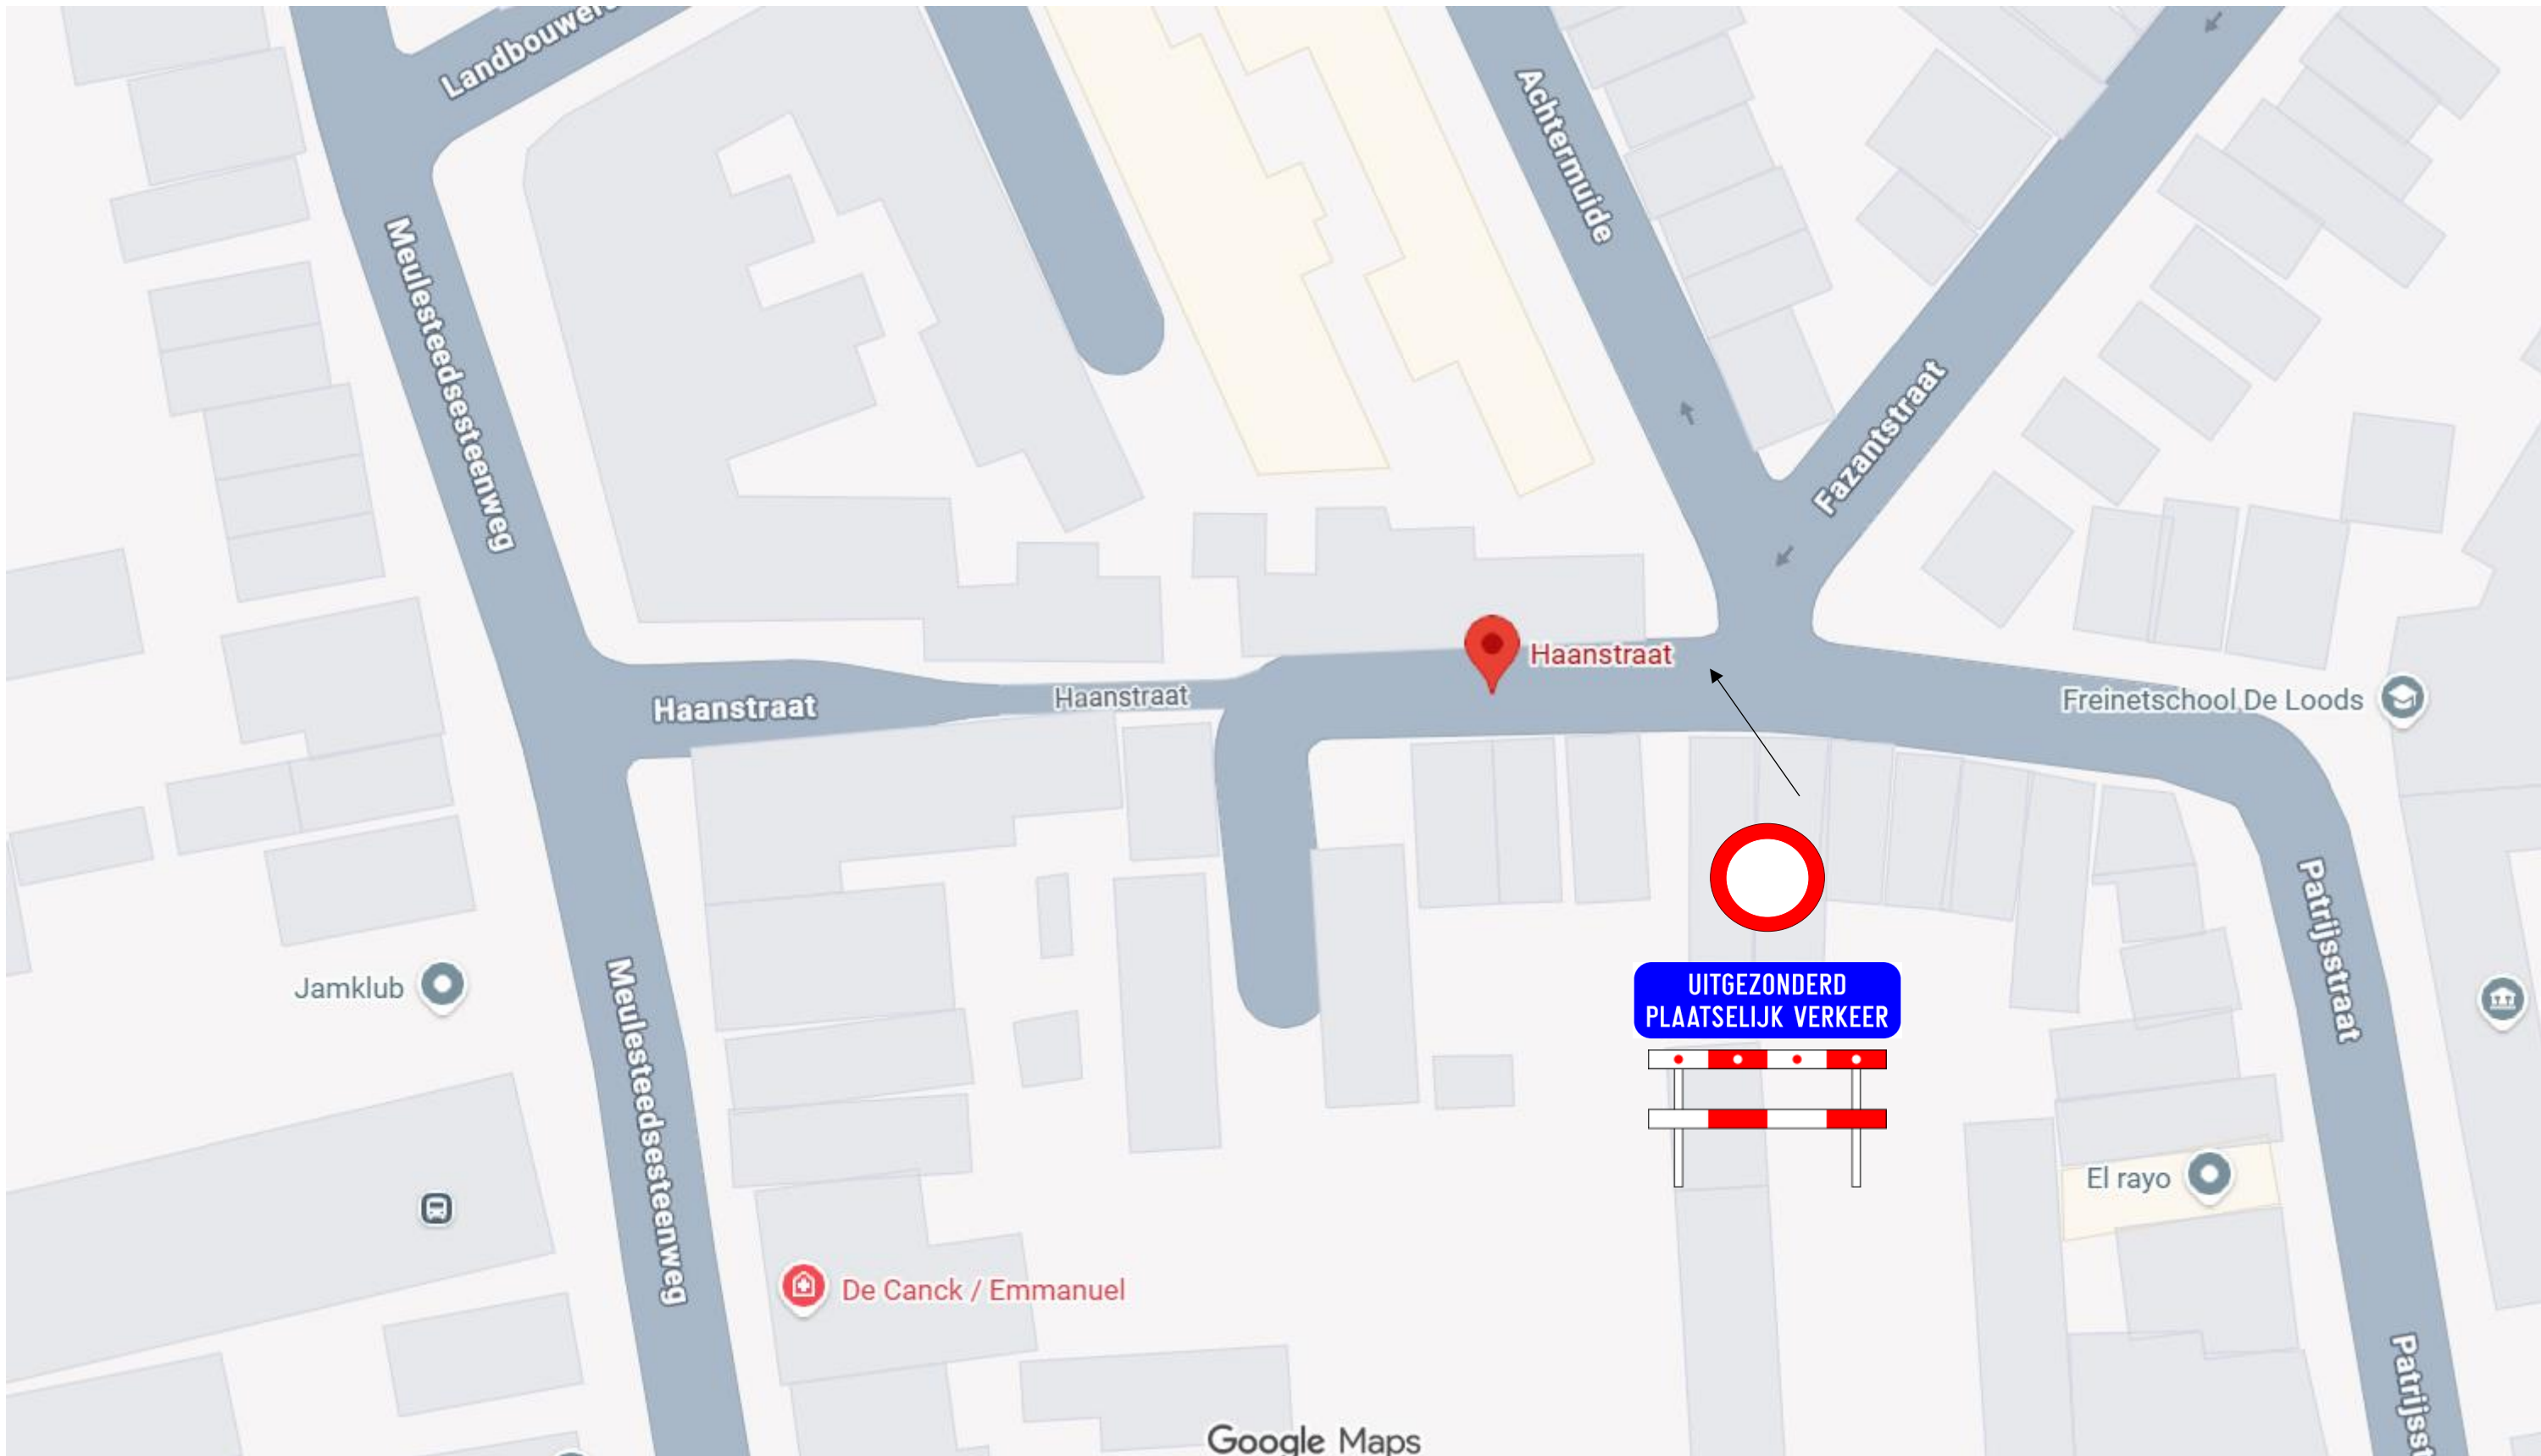 Landbouwers
Achtermuide
Meulesteedsesteenweg
Fazantstraat
Haanstraat
Haanstraat
Haanstraat
Freinetschool De Loods
Patrijsstraat
Jamklub
UITGEZONDERD
PLAATSELIJK VERKEER
Meulesteedsesteenweg
El rayo
De Canck / Emmanuel
Patrijsst
Google Maps